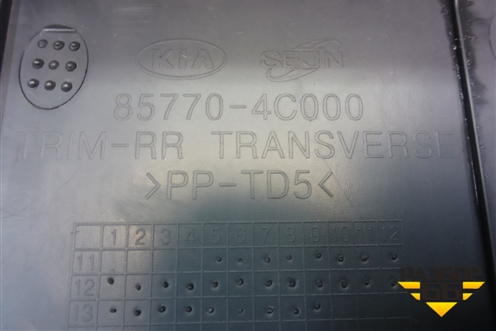 KIA SEJIN
85770-4C000
TRIM-RR TRANSVERSE
>PP-TD5<
1 2 3 4 5 6 7 8 9 10 11 12
11
12
13